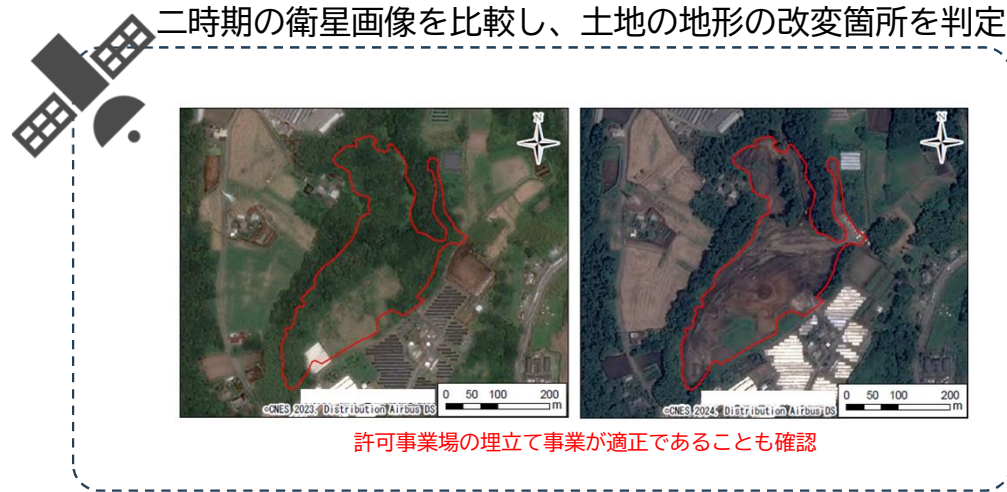 二時期の衛星画像を比較し、土地の地形の改変箇所を判定
N
N
0 50 100 200
m
0 50 100 200
m
©CNES 2023, Distribution Airbus DS
©CNES 2024, Distribution Airbus DS
許可事業場の埋立て事業が適正であることも確認